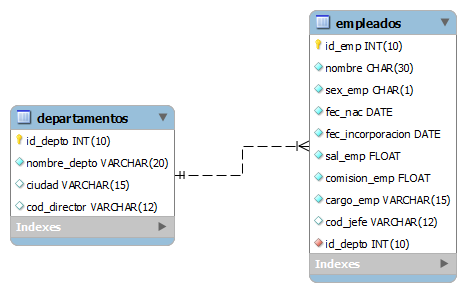 departamentos
id_depto INT(10)
nombre_depto VARCHAR(20)
ciudad VARCHAR(15)
cod_director VARCHAR(12)
Indexes
empleados
id_emp INT(10)
nombre CHAR(30)
sex_emp CHAR(1)
fec_nac DATE
fec_incorporacion DATE
sal_emp FLOAT
comision_emp FLOAT
cargo_emp VARCHAR(15)
cod_jefe VARCHAR(12)
id_depto INT(10)
Indexes